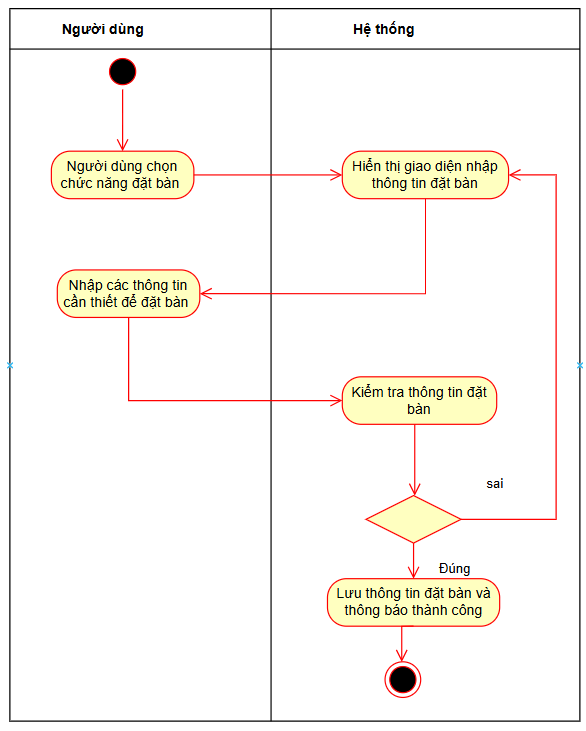 Người dùng
Hệ thống
Người dùng chọn
chức năng đặt bàn
Hiển thị giao diện nhập
thông tin đặt bàn
Nhập các thông tin
cần thiết để đặt bàn
Kiểm tra thông tin đặt
bàn
sai
Đúng
Lưu thông tin đặt bàn và
thông báo thành công